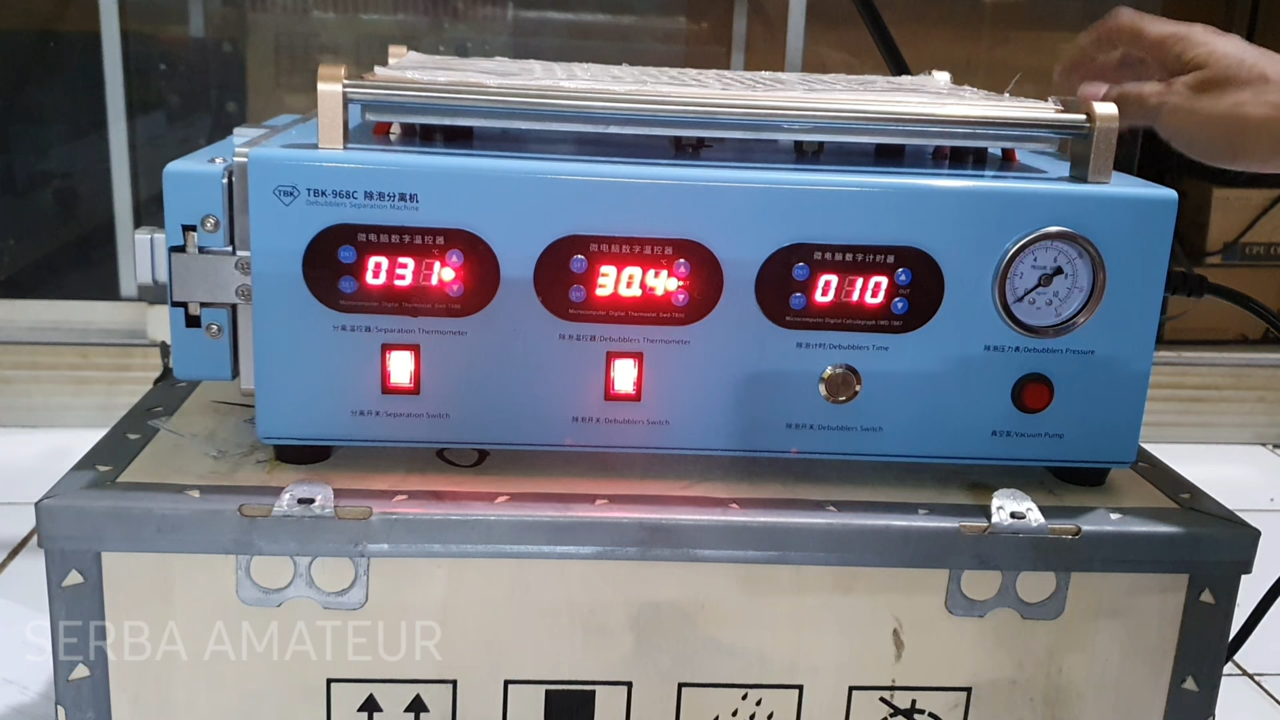 TBK
TBK-968C 除泡分离机
Debubblers Seperation Machine
微电脑数字温控器
℃
ENT
SET
031
Microcomputer Digital Thermostat
分离温控器/Separation Thermometer
分离开关/Separation Switch
微电脑数字温控器
℃
SET
ENT
30.4
Microcomputer Digital Thermostat
除泡温控器/Debubblers Thermometer
除泡开关/Debubblers Switch
微电脑数字计时器
ENT
OUT
010
Microcomputer Digital Calculagraph
除泡计时/Debubblers Time
除泡开关/Debubblers Switch
除泡压力表/Debubblers Pressure
真空泵/Vacuum Pump
SERBA AMATEUR